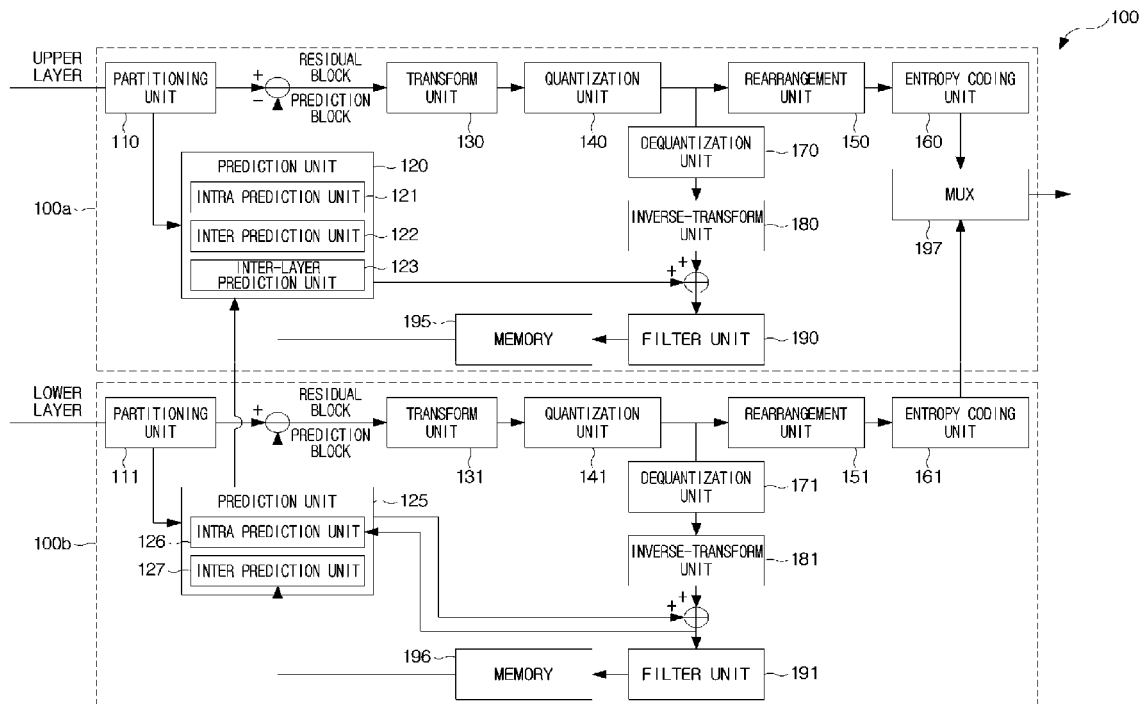 100
UPPER
LAYER
PARTITIONING
UNIT
110
+
−
RESIDUAL
BLOCK
PREDICTION
BLOCK
TRANSFORM
UNIT
130
QUANTIZATION
UNIT
140
REARRANGEMENT
UNIT
150
ENTROPY CODING
UNIT
160
DEQUANTIZATION
UNIT
170
PREDICTION UNIT
120
INTRA PREDICTION UNIT
121
INTER PREDICTION UNIT
122
INTER-LAYER
PREDICTION UNIT
123
100a
INVERSE-TRANSFORM
UNIT
180
MUX
197
+
+
195
MEMORY
FILTER UNIT
190
LOWER
LAYER
PARTITIONING
UNIT
111
+
RESIDUAL
BLOCK
PREDICTION
BLOCK
TRANSFORM
UNIT
131
QUANTIZATION
UNIT
141
REARRANGEMENT
UNIT
151
ENTROPY CODING
UNIT
161
DEQUANTIZATION
UNIT
171
PREDICTION UNIT
125
INTRA PREDICTION UNIT
126
INTER PREDICTION UNIT
127
100b
INVERSE-TRANSFORM
UNIT
181
+
+
196
MEMORY
FILTER UNIT
191